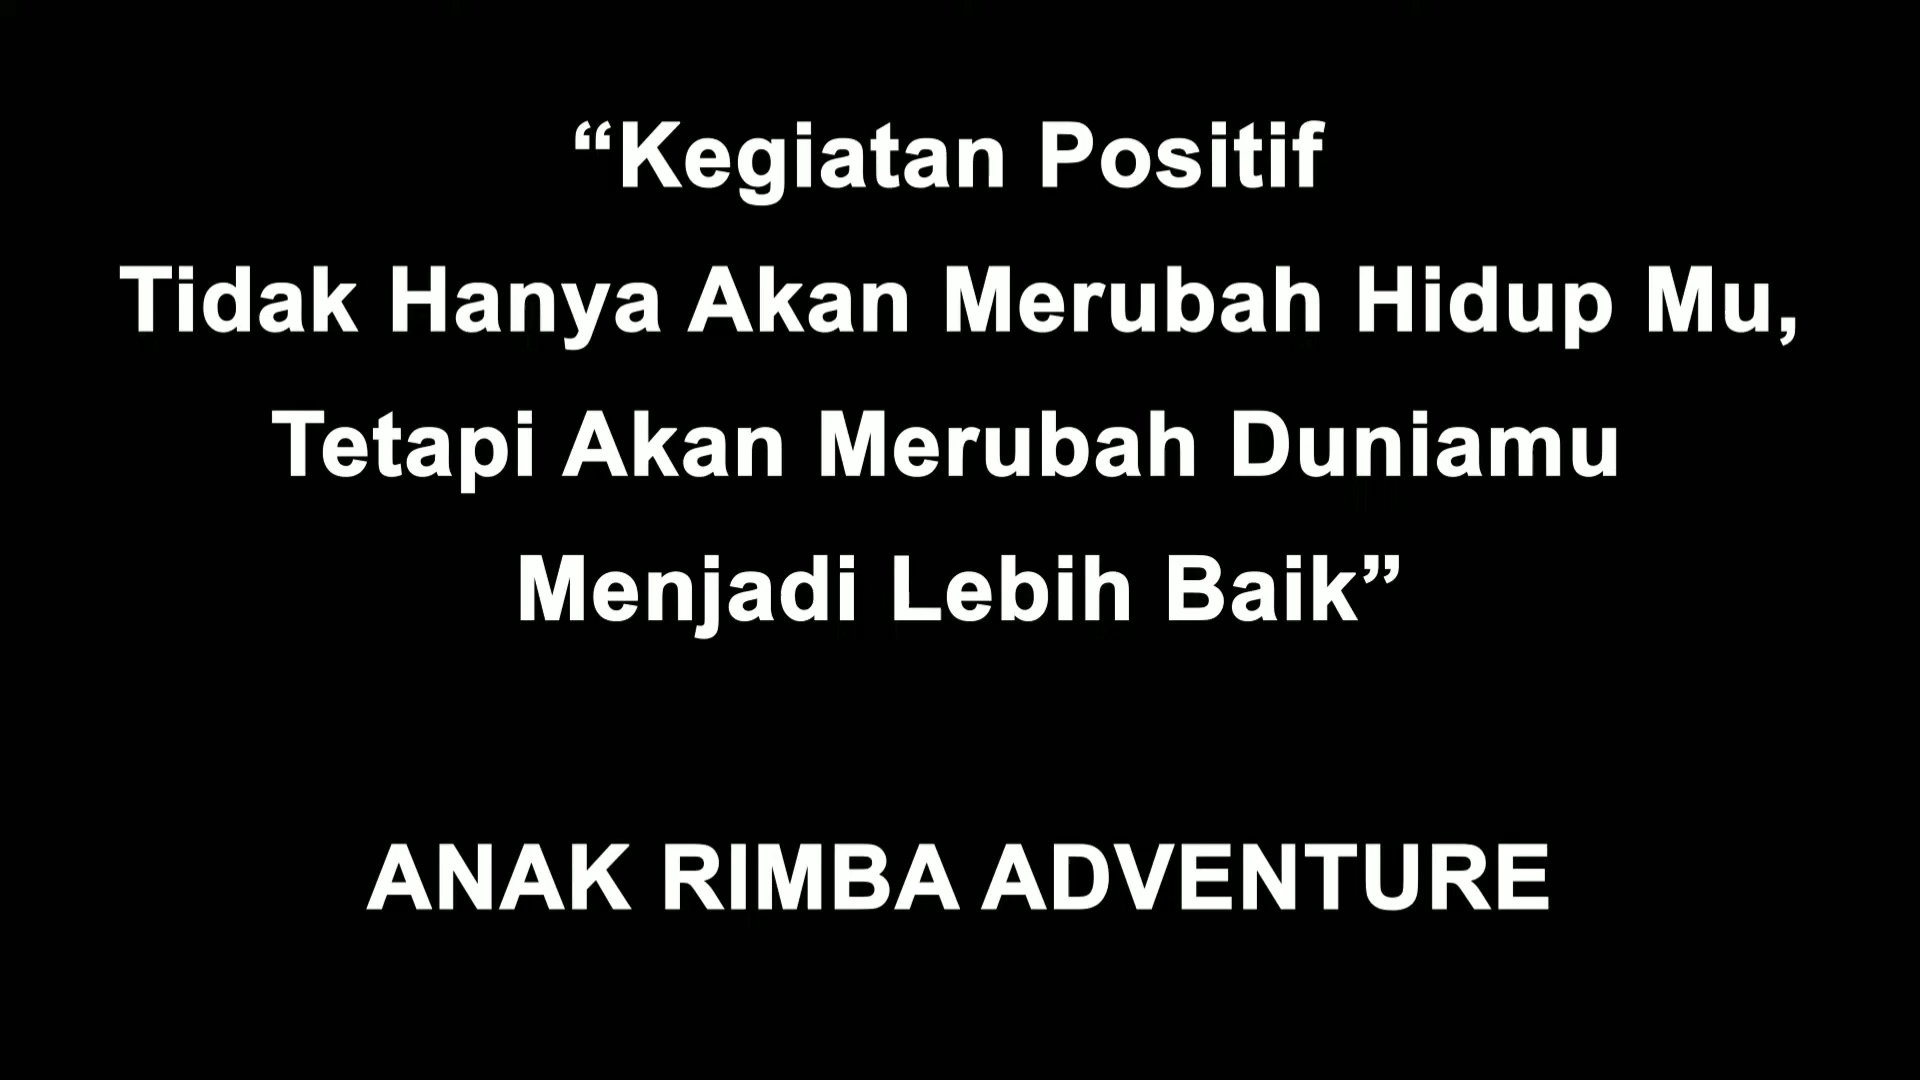 “Kegiatan Positif
Tidak Hanya Akan Merubah Hidup Mu,
Tetapi Akan Merubah Duniamu
Menjadi Lebih Baik”
ANAK RIMBA ADVENTURE